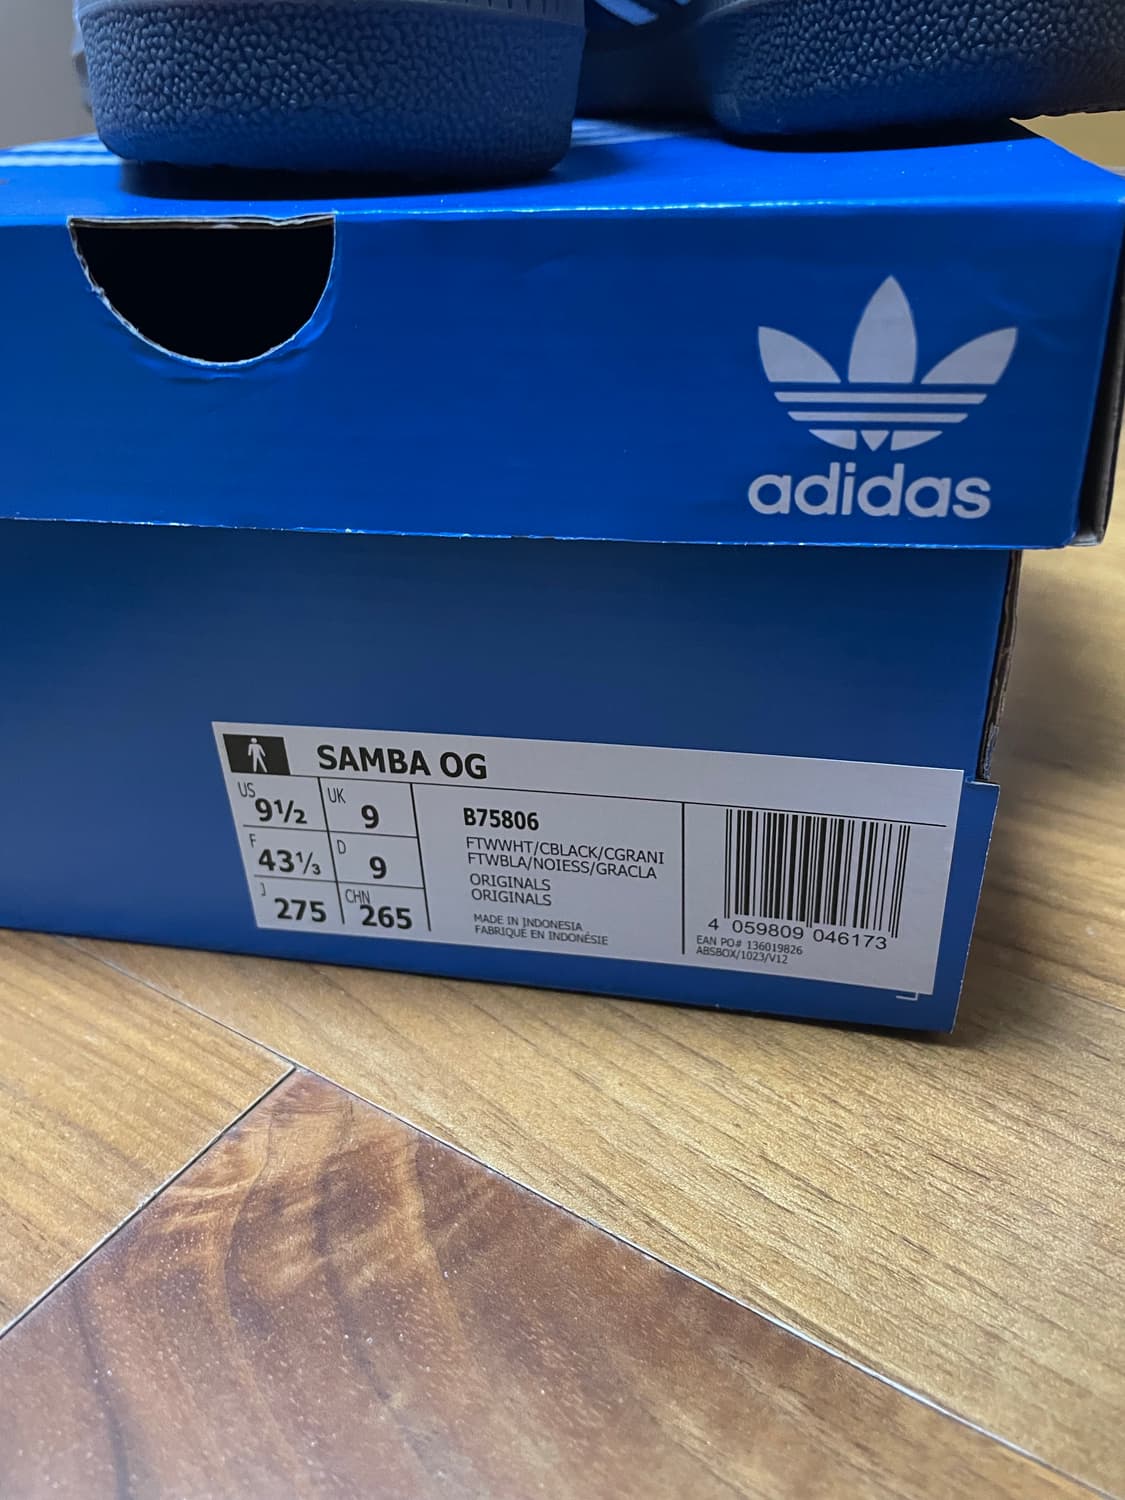 adidas
SAMBA OG
US 9½
UK 9
F 43⅓
D 9
J 275
CHN 265
B75806
FTWWHT/CBLACK/CGRANI
FTWBLA/NOIESS/GRACLA
ORIGINALS
ORIGINALS
MADE IN INDONESIA
FABRIQUÉ EN INDONÉSIE
4 059809 046173
EAN PO# 136019826
ABSBOX/1023/V12